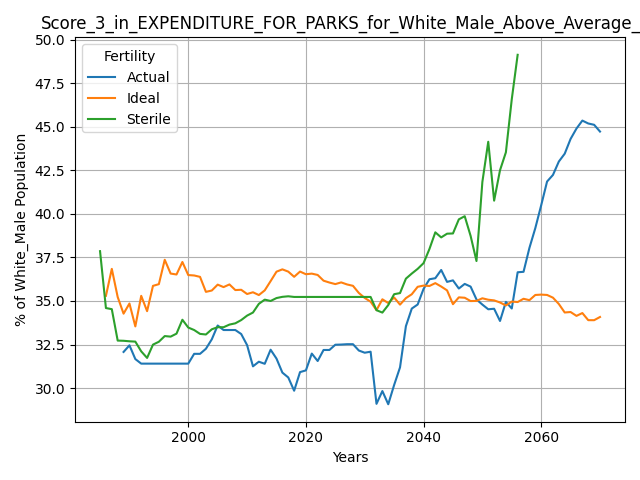 Score_3_in_EXPENDITURE_FOR_PARKS_for_White_Male_Above_Average_
Fertility
Actual
Ideal
Sterile
50.0
47.5
45.0
42.5
40.0
37.5
35.0
32.5
30.0
% of White_Male Population
2000
2020
2040
2060
Years